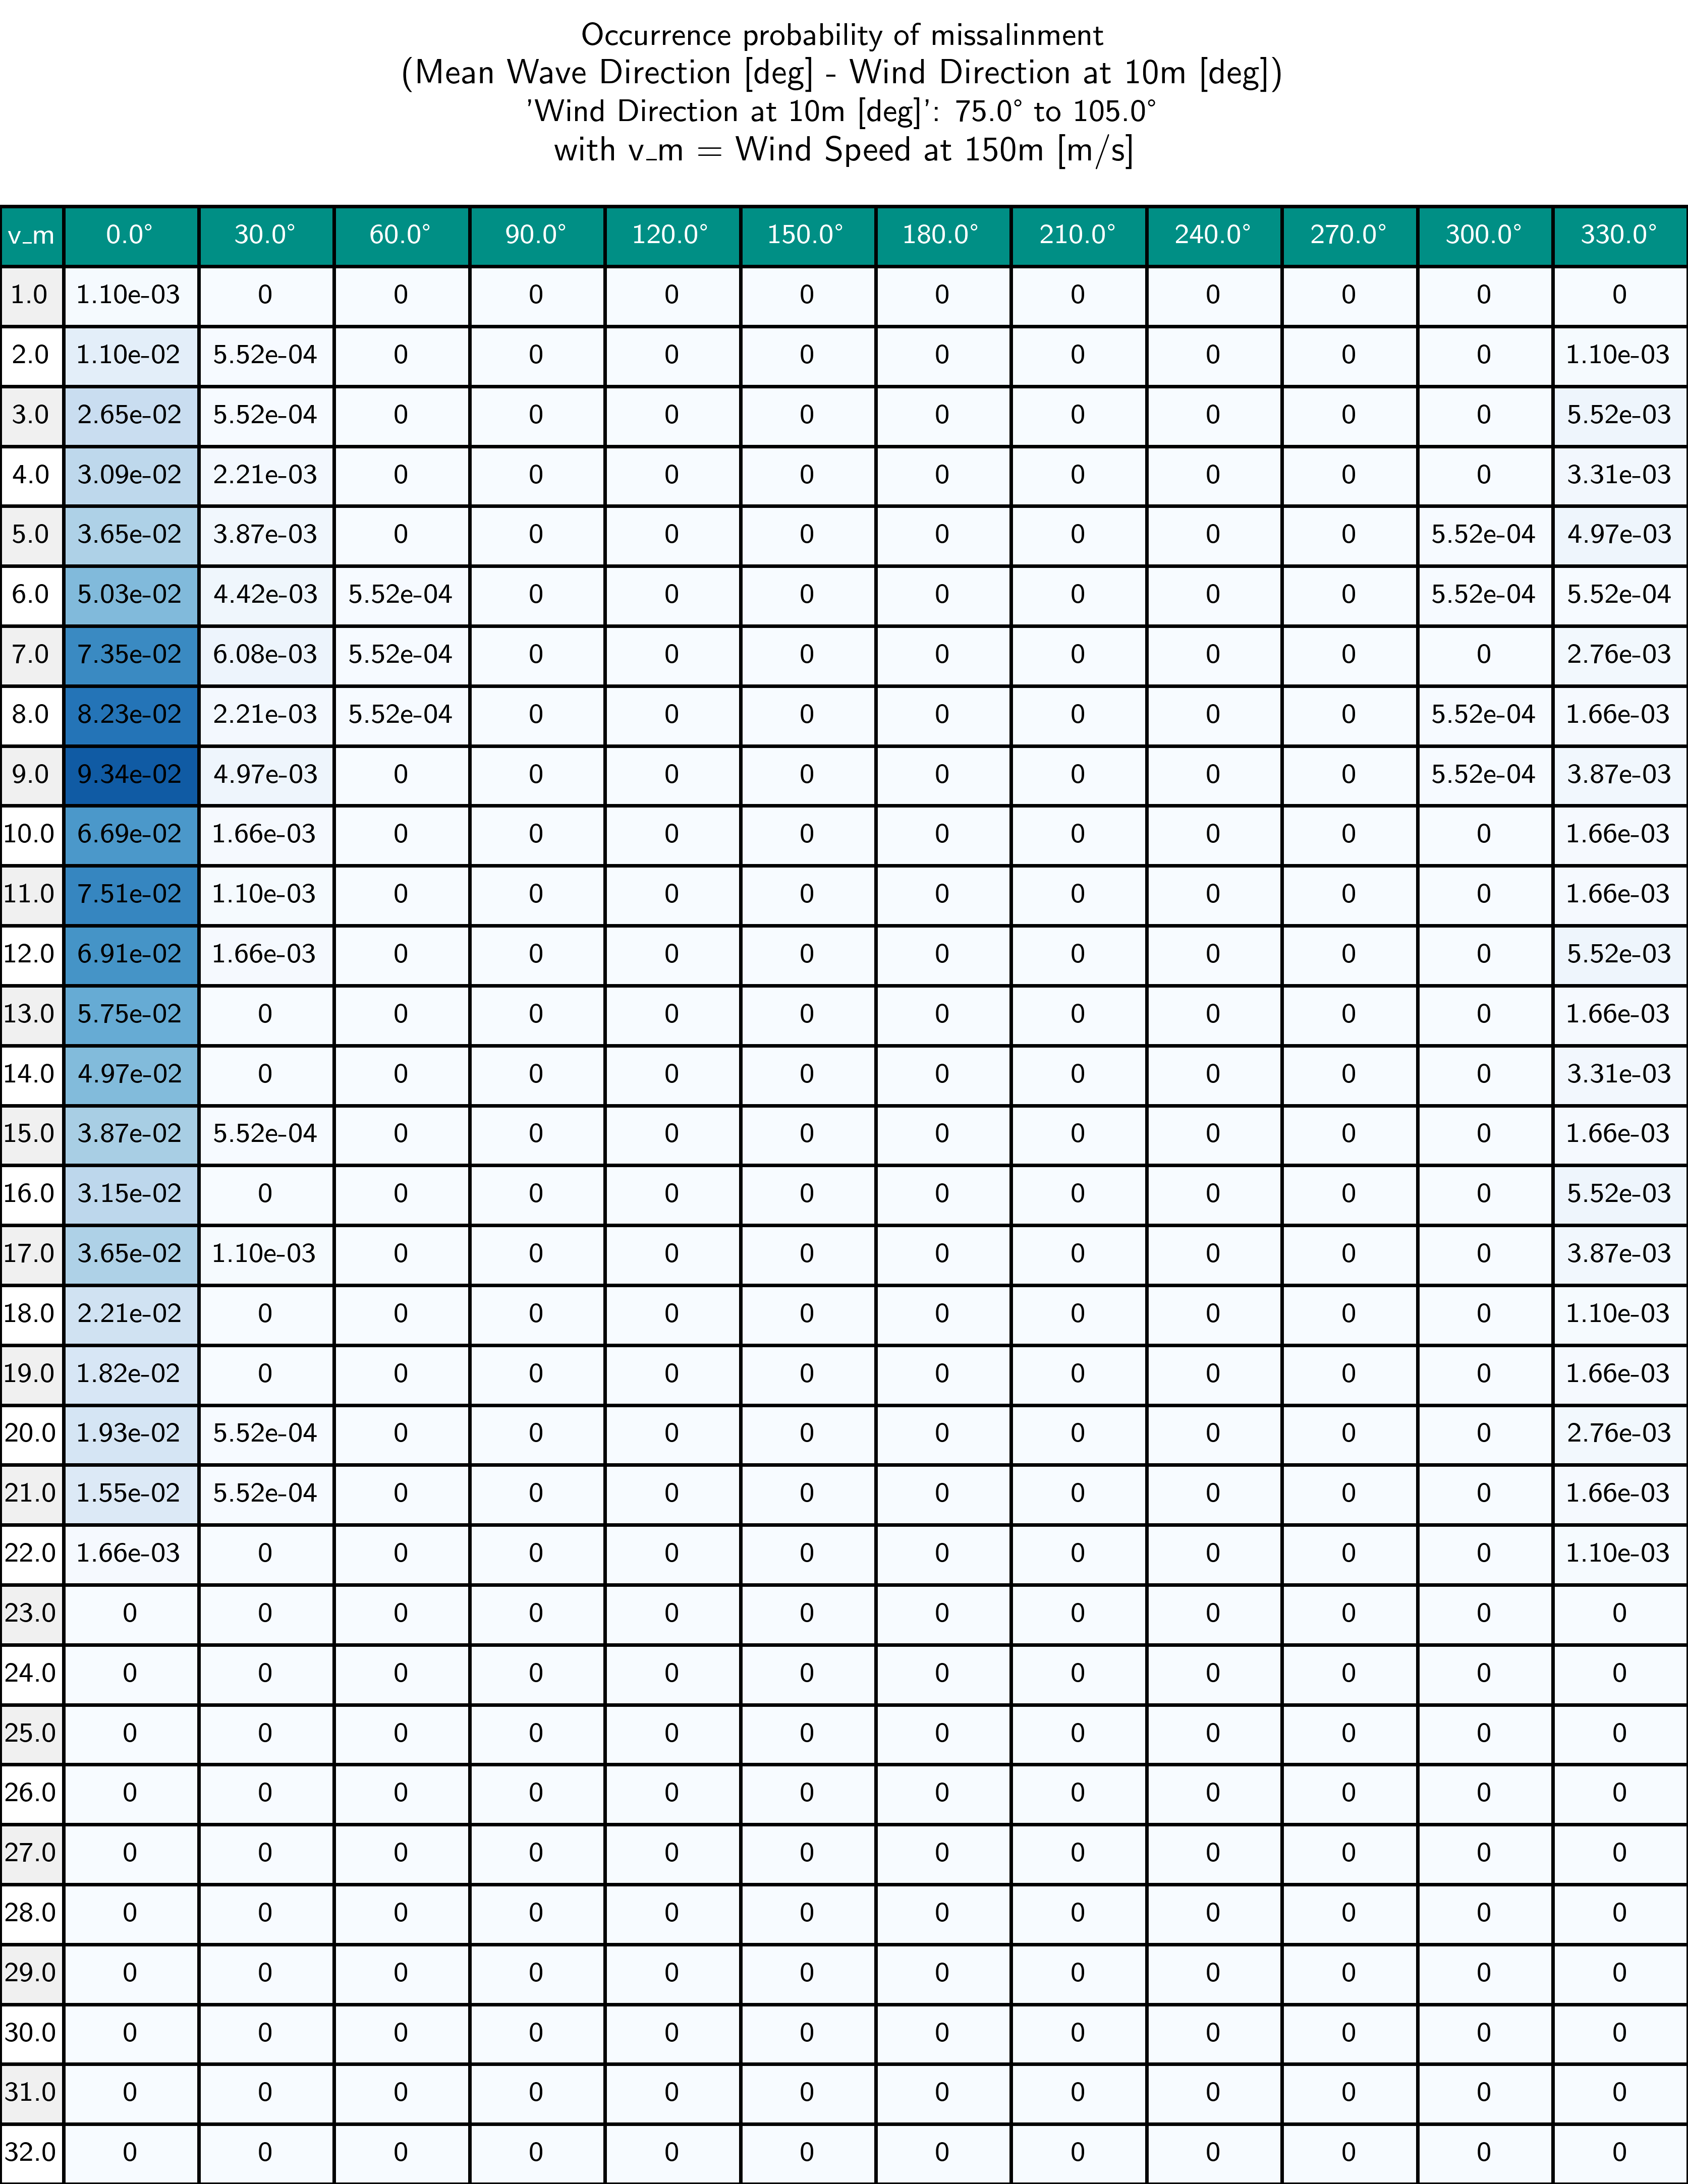 Occurrence probability of missalinment
(Mean Wave Direction [deg] - Wind Direction at 10m [deg])
'Wind Direction at 10m [deg]': 75.0° to 105.0°
with v_m = Wind Speed at 150m [m/s]
v_m 0.0° 30.0° 60.0° 90.0° 120.0° 150.0° 180.0° 210.0° 240.0° 270.0° 300.0° 330.0°
1.0 1.10e-03 0 0 0 0 0 0 0 0 0 0 0
2.0 1.10e-02 5.52e-04 0 0 0 0 0 0 0 0 0 1.10e-03
3.0 2.65e-02 5.52e-04 0 0 0 0 0 0 0 0 0 5.52e-03
4.0 3.09e-02 2.21e-03 0 0 0 0 0 0 0 0 0 3.31e-03
5.0 3.65e-02 3.87e-03 0 0 0 0 0 0 0 0 5.52e-04 4.97e-03
6.0 5.03e-02 4.42e-03 5.52e-04 0 0 0 0 0 0 0 5.52e-04 5.52e-04
7.0 7.35e-02 6.08e-03 5.52e-04 0 0 0 0 0 0 0 0 2.76e-03
8.0 8.23e-02 2.21e-03 5.52e-04 0 0 0 0 0 0 0 5.52e-04 1.66e-03
9.0 9.34e-02 4.97e-03 0 0 0 0 0 0 0 0 5.52e-04 3.87e-03
10.0 6.69e-02 1.66e-03 0 0 0 0 0 0 0 0 0 1.66e-03
11.0 7.51e-02 1.10e-03 0 0 0 0 0 0 0 0 0 1.66e-03
12.0 6.91e-02 1.66e-03 0 0 0 0 0 0 0 0 0 5.52e-03
13.0 5.75e-02 0 0 0 0 0 0 0 0 0 0 1.66e-03
14.0 4.97e-02 0 0 0 0 0 0 0 0 0 0 3.31e-03
15.0 3.87e-02 5.52e-04 0 0 0 0 0 0 0 0 0 1.66e-03
16.0 3.15e-02 0 0 0 0 0 0 0 0 0 0 5.52e-03
17.0 3.65e-02 1.10e-03 0 0 0 0 0 0 0 0 0 3.87e-03
18.0 2.21e-02 0 0 0 0 0 0 0 0 0 0 1.10e-03
19.0 1.82e-02 0 0 0 0 0 0 0 0 0 0 1.66e-03
20.0 1.93e-02 5.52e-04 0 0 0 0 0 0 0 0 0 2.76e-03
21.0 1.55e-02 5.52e-04 0 0 0 0 0 0 0 0 0 1.66e-03
22.0 1.66e-03 0 0 0 0 0 0 0 0 0 0 1.10e-03
23.0 0 0 0 0 0 0 0 0 0 0 0 0
24.0 0 0 0 0 0 0 0 0 0 0 0 0
25.0 0 0 0 0 0 0 0 0 0 0 0 0
26.0 0 0 0 0 0 0 0 0 0 0 0 0
27.0 0 0 0 0 0 0 0 0 0 0 0 0
28.0 0 0 0 0 0 0 0 0 0 0 0 0
29.0 0 0 0 0 0 0 0 0 0 0 0 0
30.0 0 0 0 0 0 0 0 0 0 0 0 0
31.0 0 0 0 0 0 0 0 0 0 0 0 0
32.0 0 0 0 0 0 0 0 0 0 0 0 0